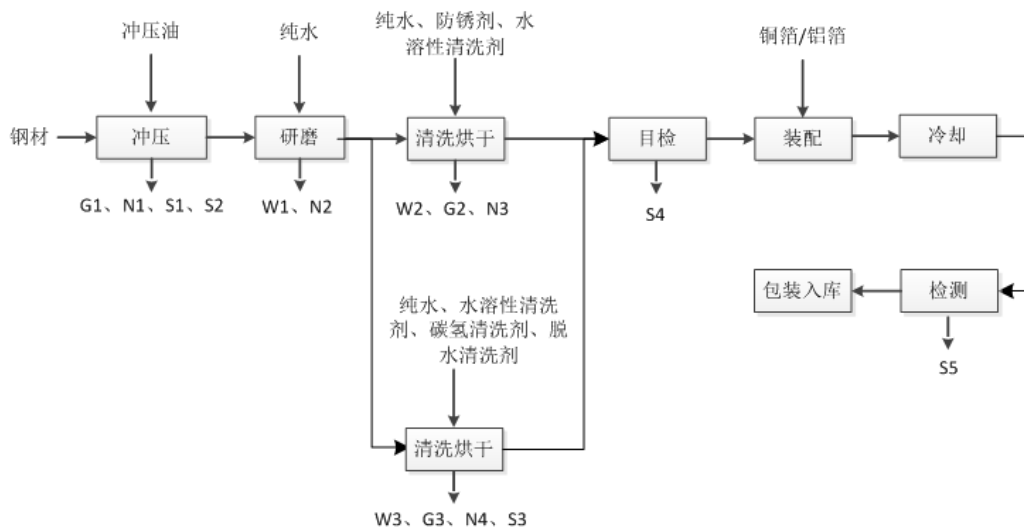 冲压油
纯水
纯水、防锈剂、水
溶性清洗剂
铜箔/铝箔
钢材
冲压
研磨
清洗烘干
目检
装配
冷却
G1、N1、S1、S2
W1、N2
W2、G2、N3
S4
纯水、水溶性清洗
剂、碳氢清洗剂、脱
水清洗剂
包装入库
检测
S5
清洗烘干
W3、G3、N4、S3